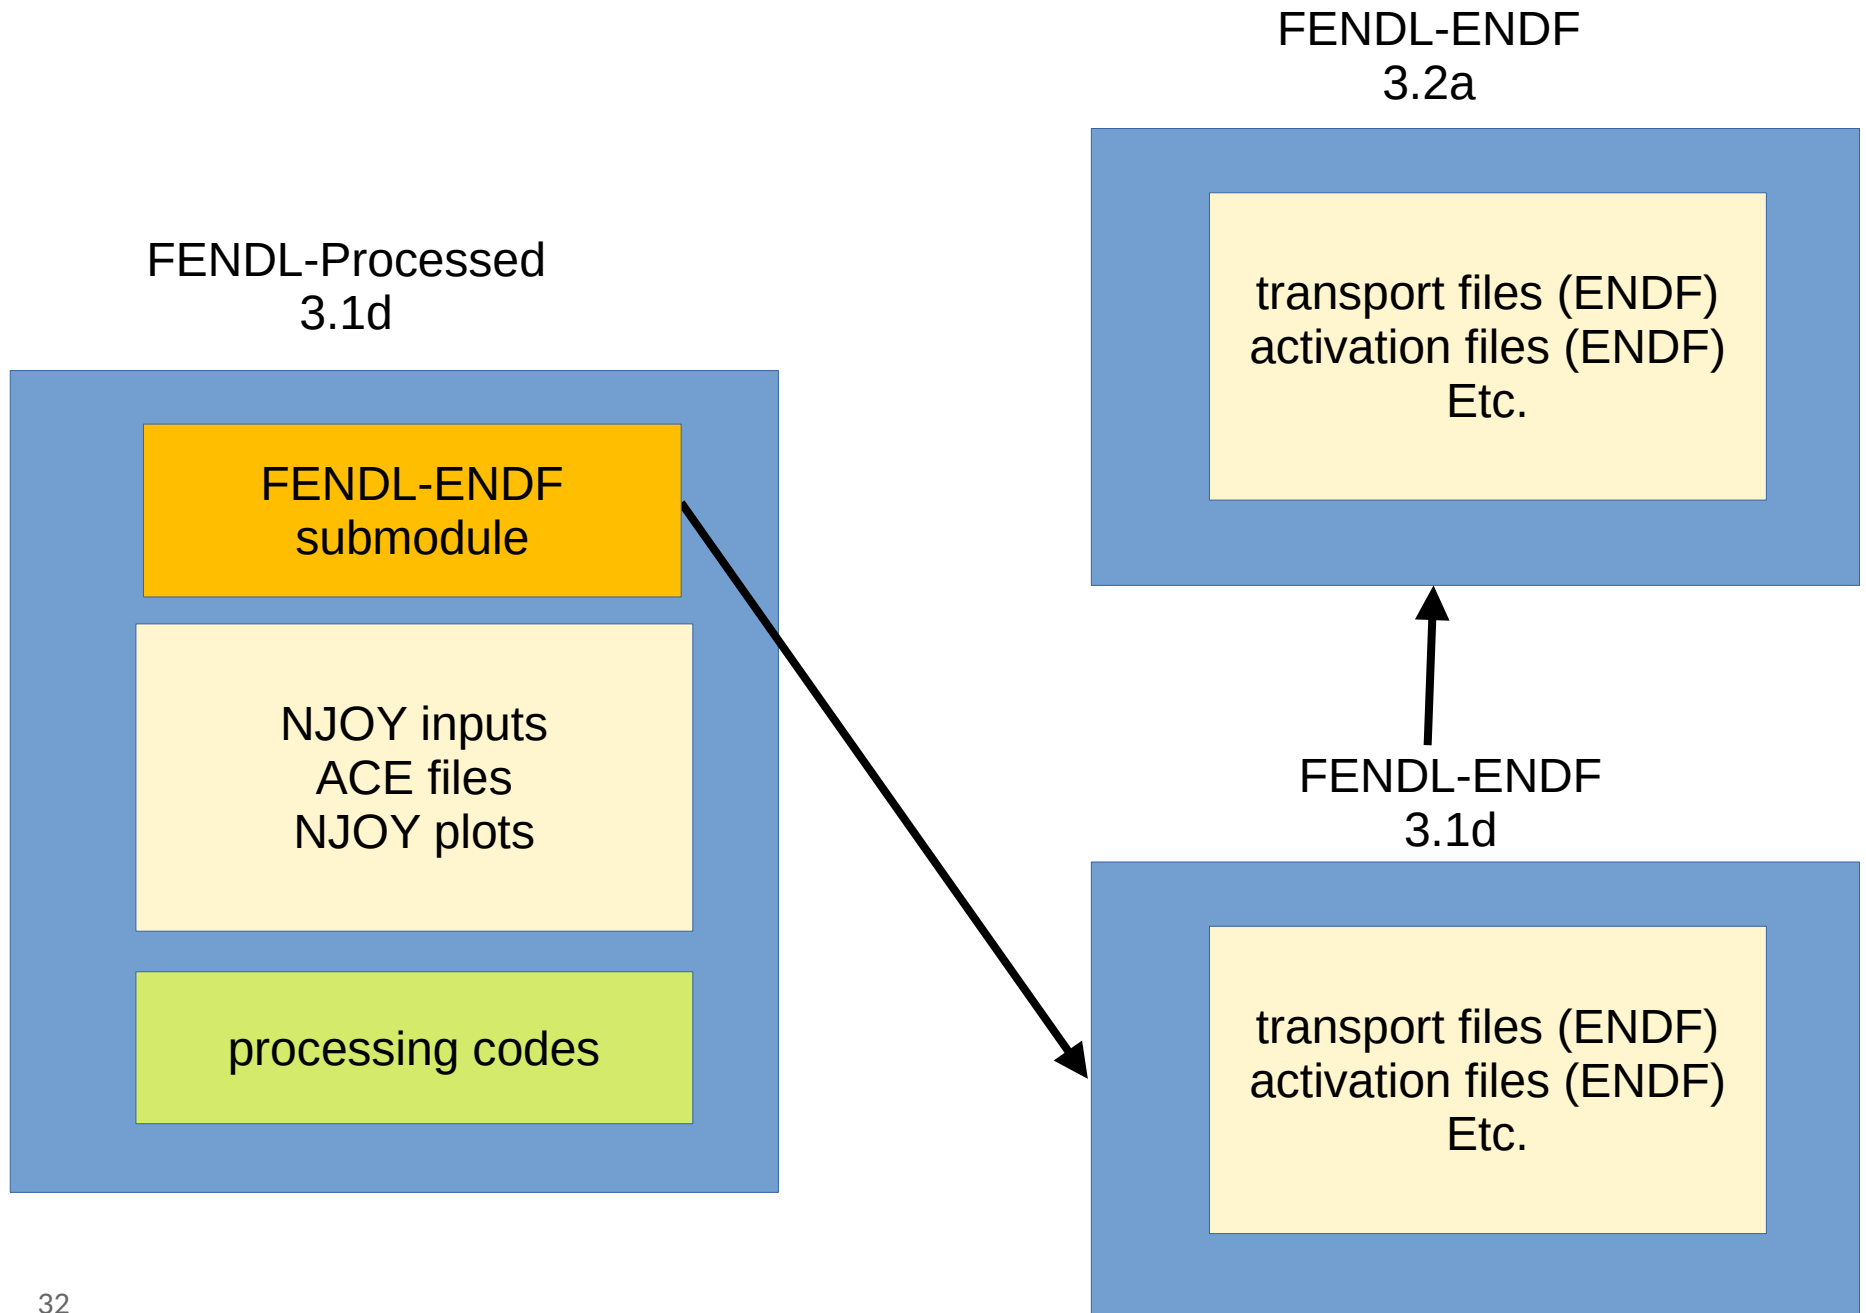 FENDL-Processed
3.1d
FENDL-ENDF
submodule
NJOY inputs
ACE files
NJOY plots
processing codes
FENDL-ENDF
3.2a
transport files (ENDF)
activation files (ENDF)
Etc.
FENDL-ENDF
3.1d
transport files (ENDF)
activation files (ENDF)
Etc.
32